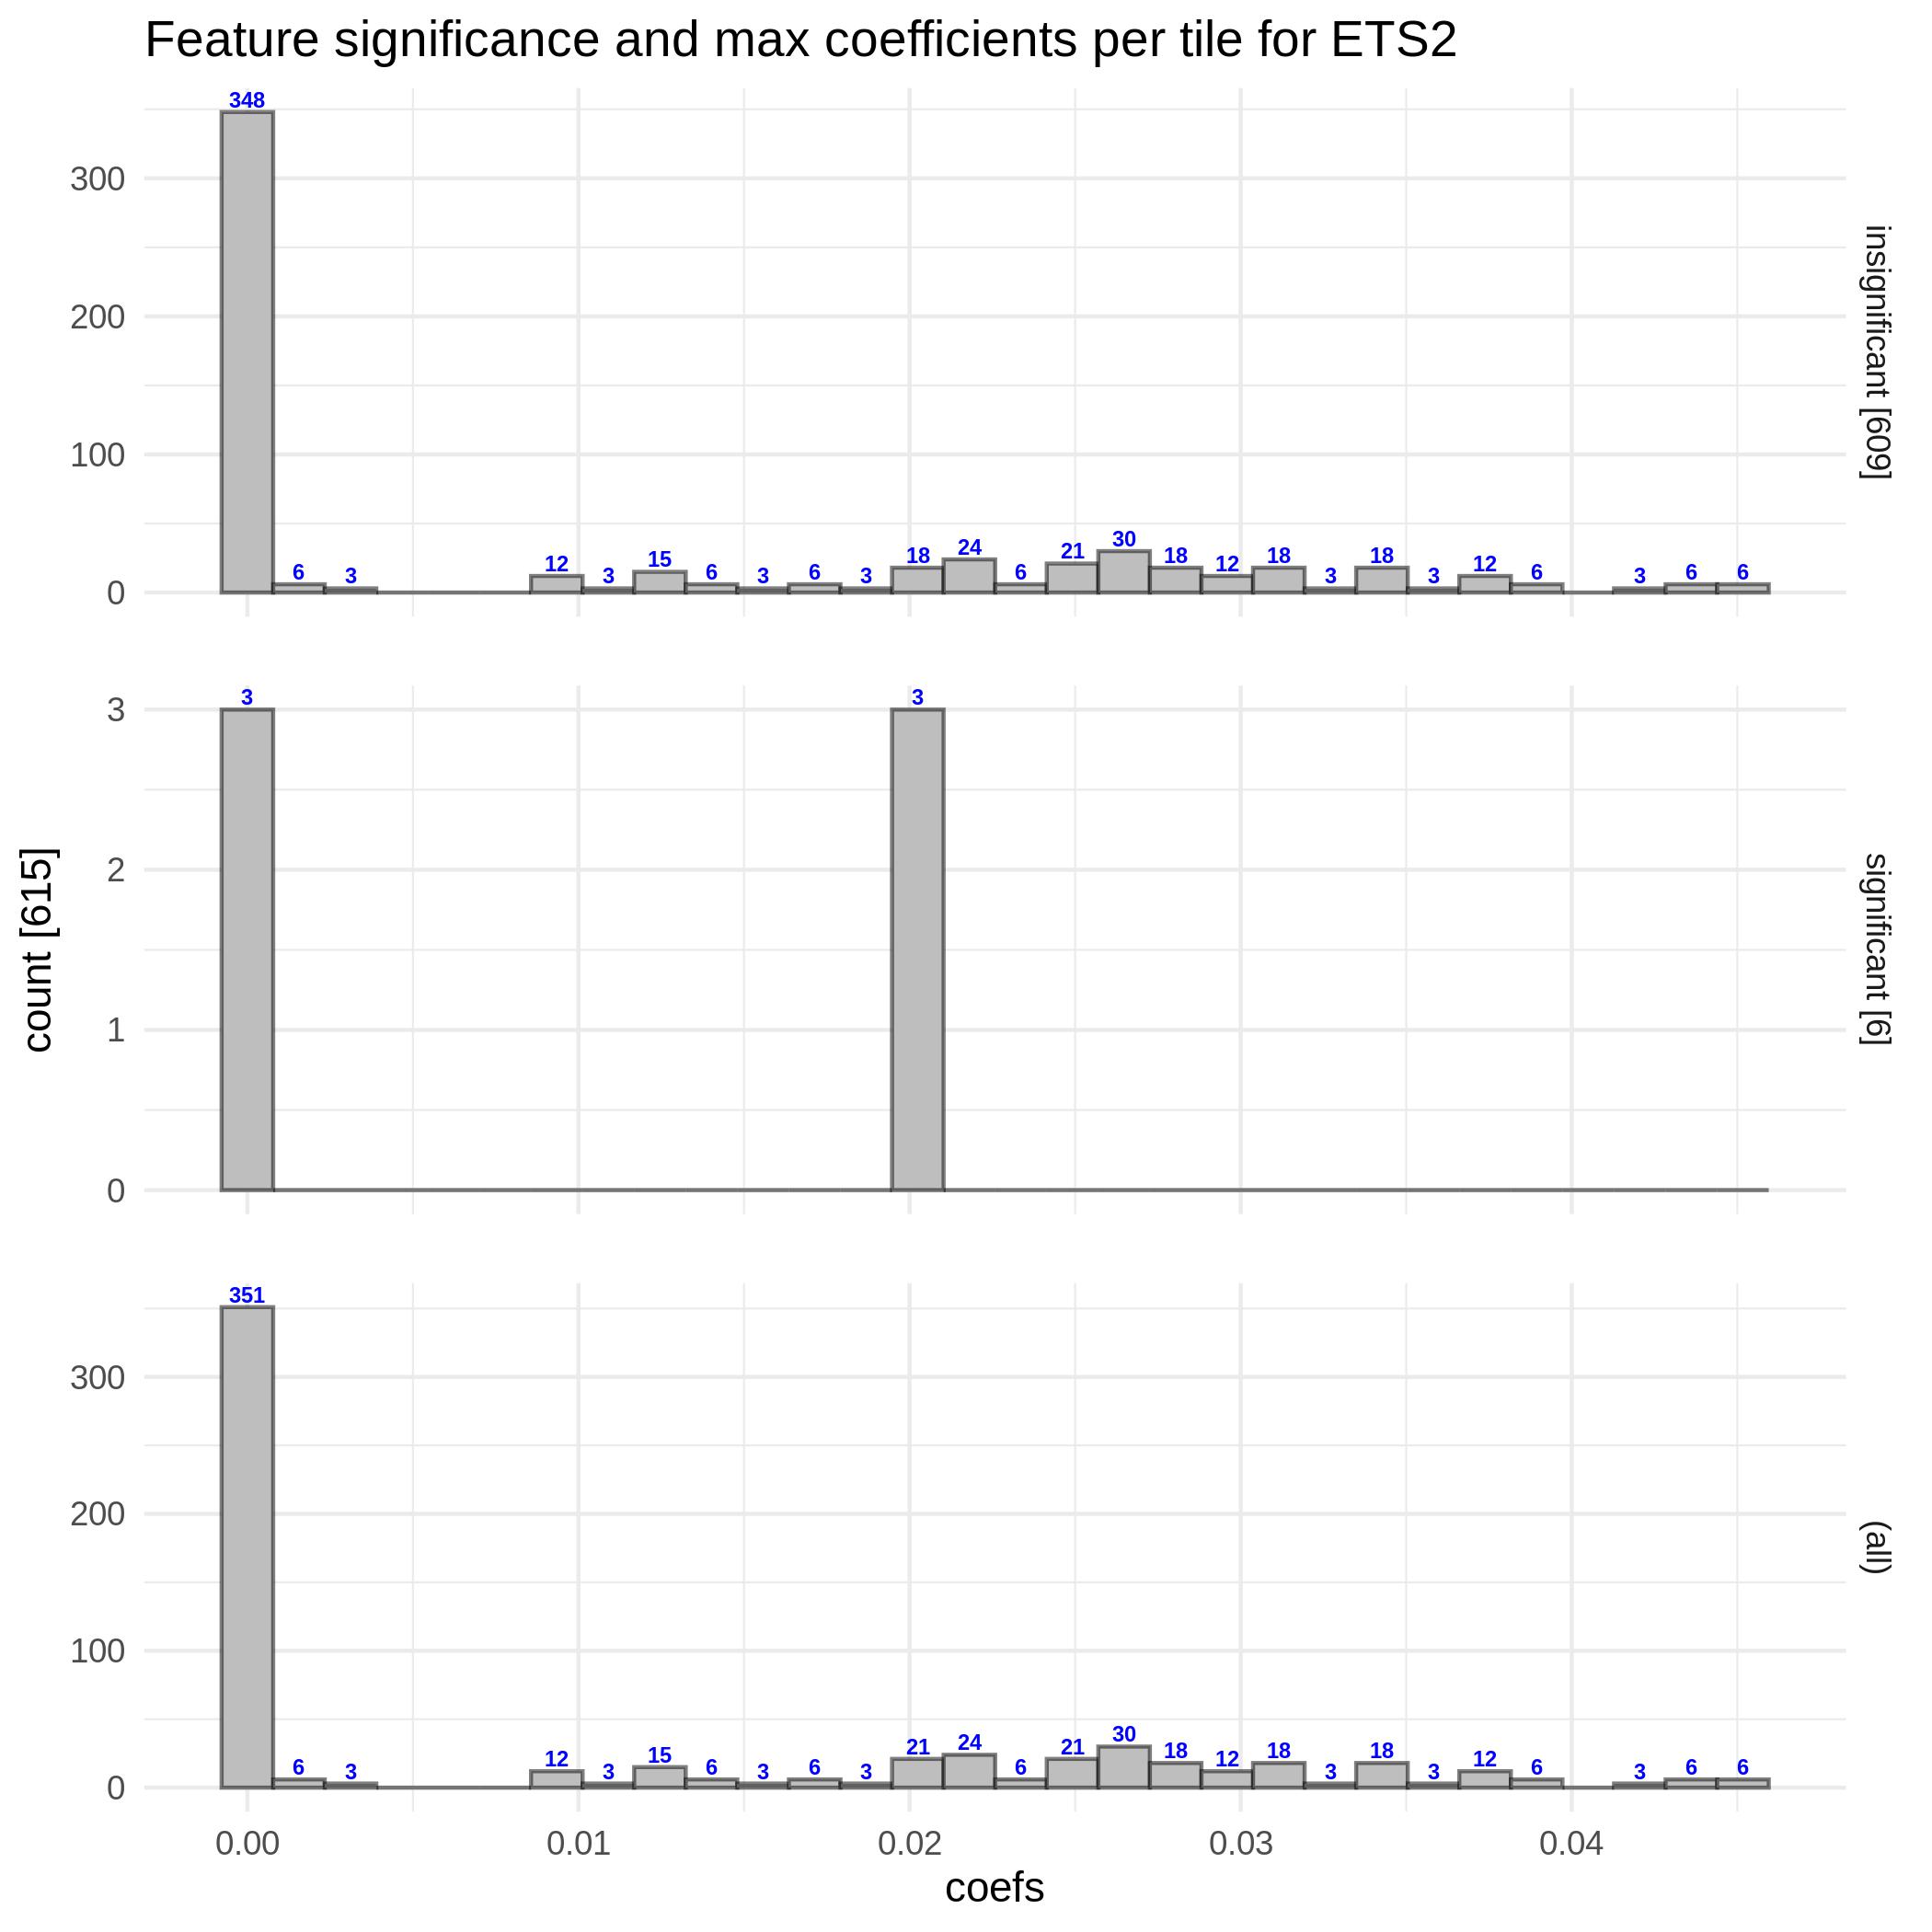 Feature significance and max coefficients per tile for ETS2
348
300
200
100
0
6 3 12 3 15 6 3 6 3 18 24 6 21 30 18 12 18 3 18 3 12 6 3 6 6
insignificant [609]
3 3
3
2
1
0
significant [6]
count [615]
351
300
200
100
0
6 3 12 3 15 6 3 6 3 21 24 6 21 30 18 12 18 3 18 3 12 6 3 6 6
(all)
0.00 0.01 0.02 0.03 0.04
coefs